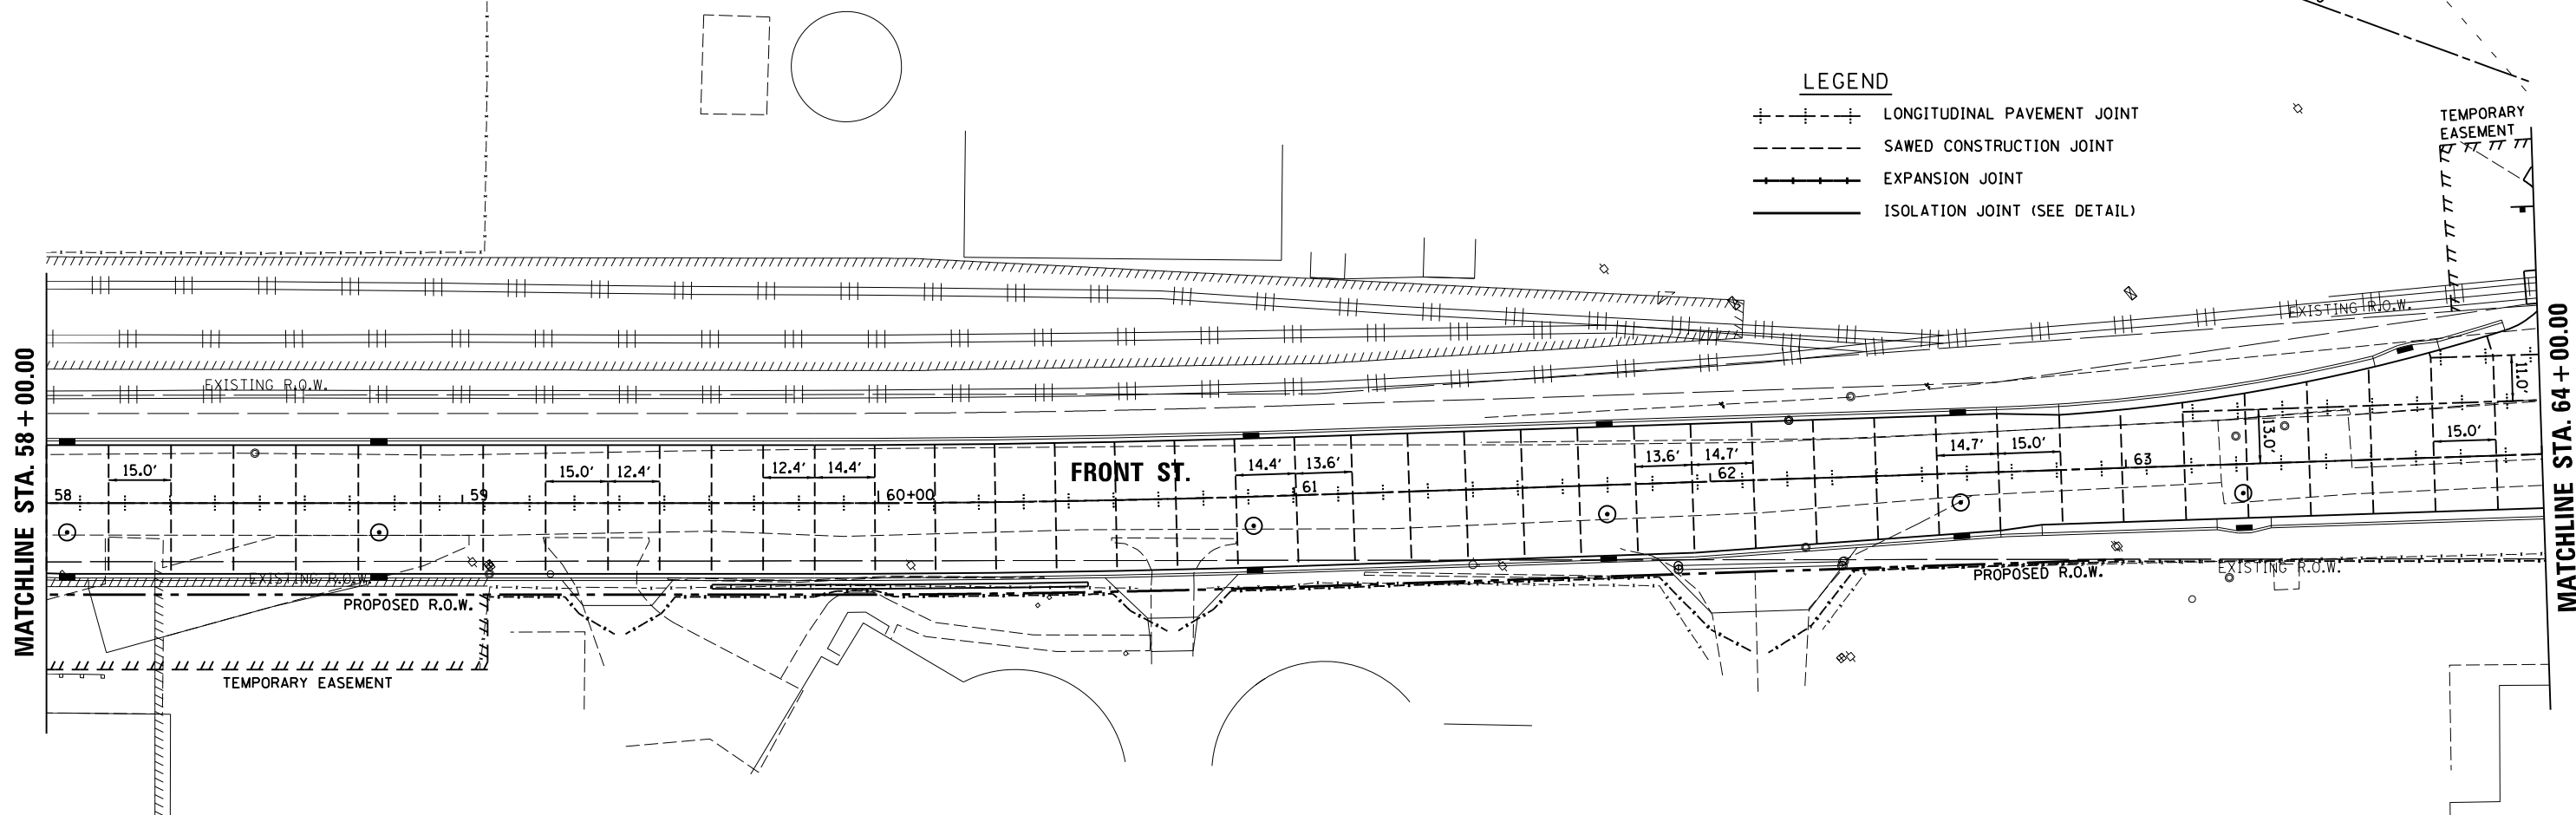 LEGEND
LONGITUDINAL PAVEMENT JOINT
SAWED CONSTRUCTION JOINT
EXPANSION JOINT
ISOLATION JOINT (SEE DETAIL)
TEMPORARY
EASEMENT
EXISTING R.O.W.
EXISTING R.O.W.
MATCHLINE STA. 58+00.00
MATCHLINE STA. 64+00.00
11.0'
13.0'
15.0'
15.0'
12.4'
12.4'
14.4'
FRONT ST.
14.4'
13.6'
13.6'
14.7'
14.7'
15.0'
15.0'
58
59
60+00
61
62
63
EXISTING R.O.W.
PROPOSED R.O.W.
PROPOSED R.O.W.
EXISTING R.O.W.
TEMPORARY EASEMENT